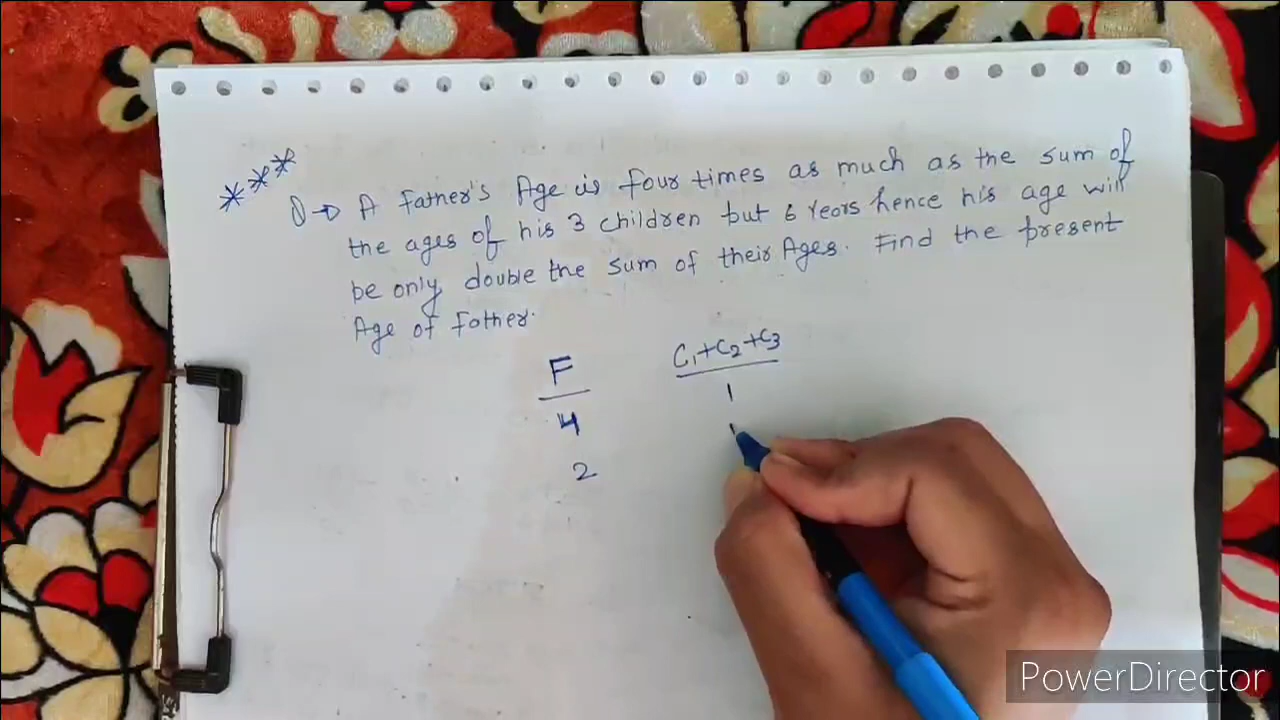 *** Q→ A Father's Age is four times as much as the sum of
the ages of his 3 children but 6 Years hence his age will
be only double the sum of their Ages. Find the present
Age of Father.
F C₁+C₂+C₃
4 1
2
PowerDirector